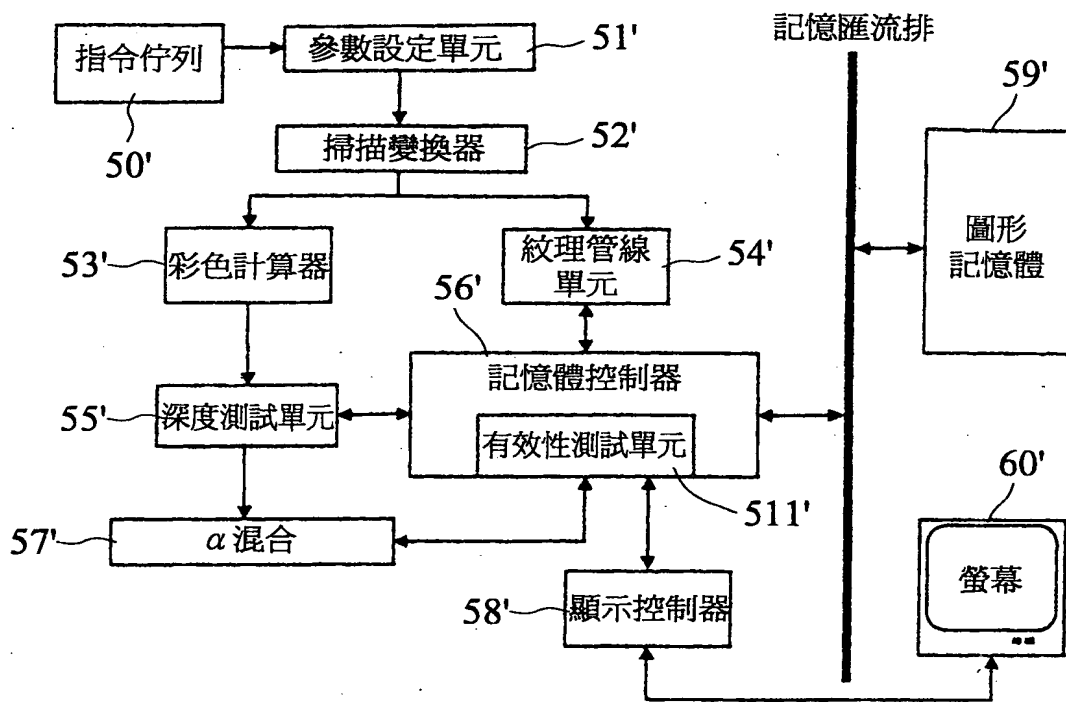 指令佇列
50'
參數設定單元
51'
記憶匯流排
掃描變換器
52'
59'
彩色計算器
53'
紋理管線
單元
54'
圖形
記憶體
56'
記憶體控制器
有效性測試單元
511'
深度測試單元
55'
α混合
57'
顯示控制器
58'
60'
螢幕